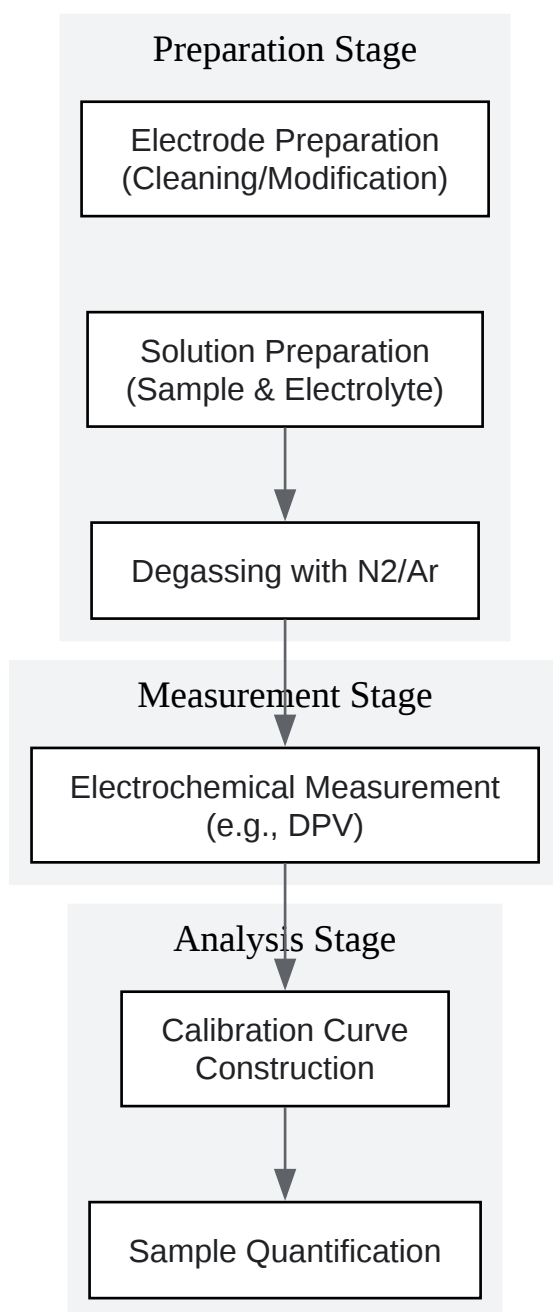 Preparation Stage
Electrode Preparation
(Cleaning/Modification)
Solution Preparation
(Sample & Electrolyte)
Degassing with N2/Ar
Measurement Stage
Electrochemical Measurement
(e.g., DPV)
Analysis Stage
Calibration Curve
Construction
Sample Quantification